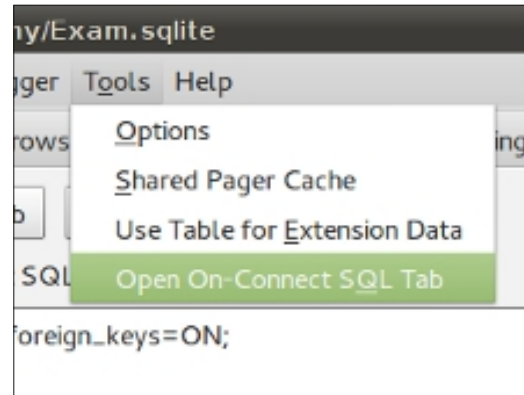 ny/Exam.sqlite
gger Tools Help
rows Options ing
Shared Pager Cache
b Use Table for Extension Data
SQL Open On-Connect SQL Tab
foreign_keys=ON;